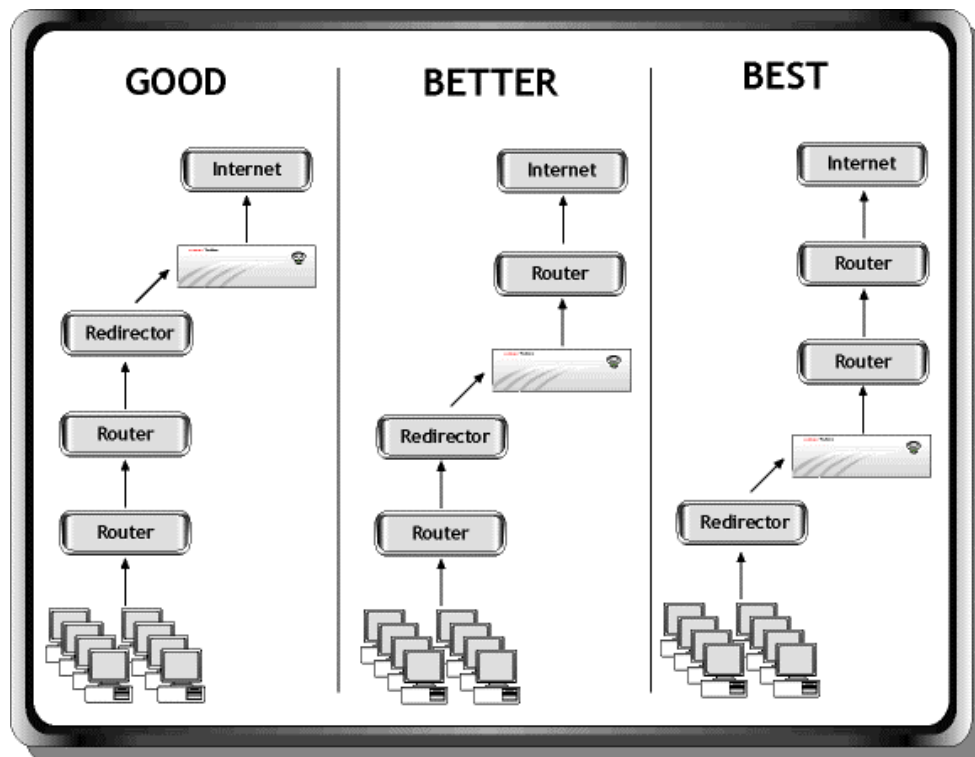 GOOD
Internet
Redirector
Router
Router
BETTER
Internet
Router
Redirector
Router
BEST
Internet
Router
Router
Redirector